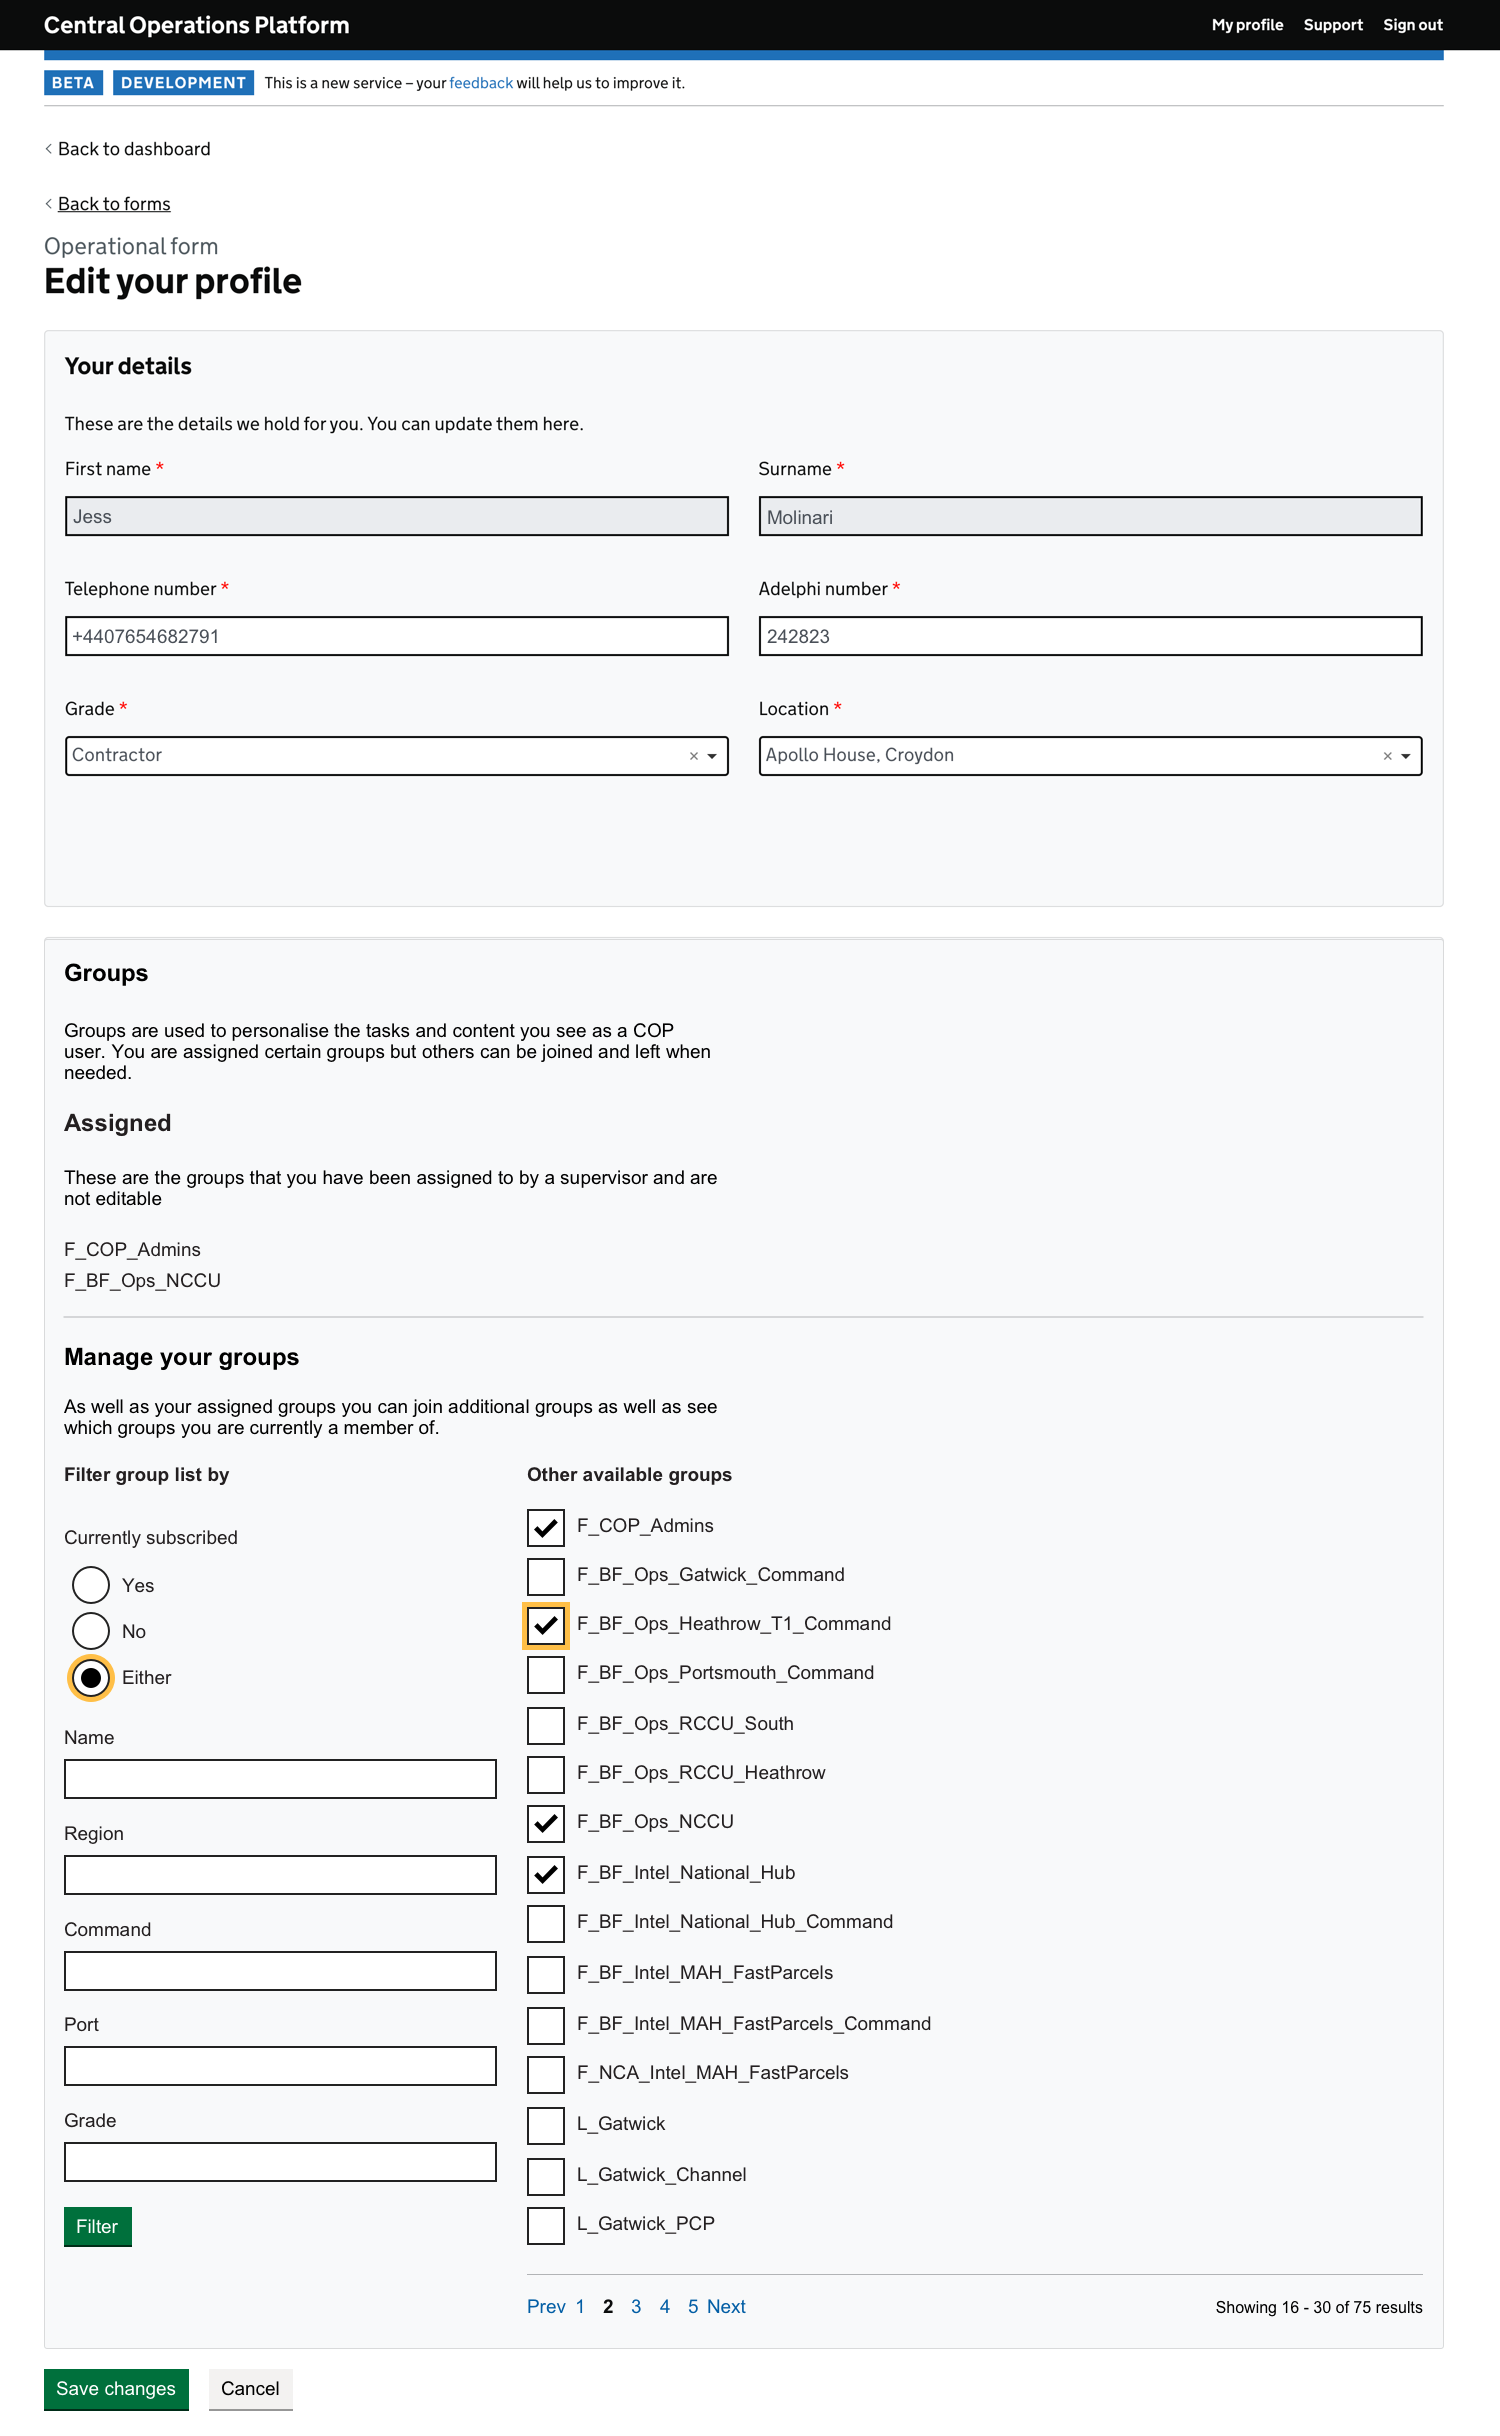 Central Operations Platform
My profile Support Sign out
BETA DEVELOPMENT This is a new service – your feedback will help us to improve it.
Back to dashboard
Back to forms
Operational form
Edit your profile
Your details
These are the details we hold for you. You can update them here.
First name *
Surname *
Jess
Molinari
Telephone number *
Adelphi number *
+4407654682791
242823
Grade *
Location *
Contractor ×
Apollo House, Croydon ×
Groups
Groups are used to personalise the tasks and content you see as a COP
user. You are assigned certain groups but others can be joined and left when
needed.
Assigned
These are the groups that you have been assigned to by a supervisor and are
not editable
F_COP_Admins
F_BF_Ops_NCCU
Manage your groups
As well as your assigned groups you can join additional groups as well as see
which groups you are currently a member of.
Filter group list by
Currently subscribed
Yes
No
Either
Name
Region
Command
Port
Grade
Filter
Other available groups
F_COP_Admins
F_BF_Ops_Gatwick_Command
F_BF_Ops_Heathrow_T1_Command
F_BF_Ops_Portsmouth_Command
F_BF_Ops_RCCU_South
F_BF_Ops_RCCU_Heathrow
F_BF_Ops_NCCU
F_BF_Intel_National_Hub
F_BF_Intel_National_Hub_Command
F_BF_Intel_MAH_FastParcels
F_BF_Intel_MAH_FastParcels_Command
F_NCA_Intel_MAH_FastParcels
L_Gatwick
L_Gatwick_Channel
L_Gatwick_PCP
Prev 1 2 3 4 5 Next
Showing 16 - 30 of 75 results
Save changes
Cancel